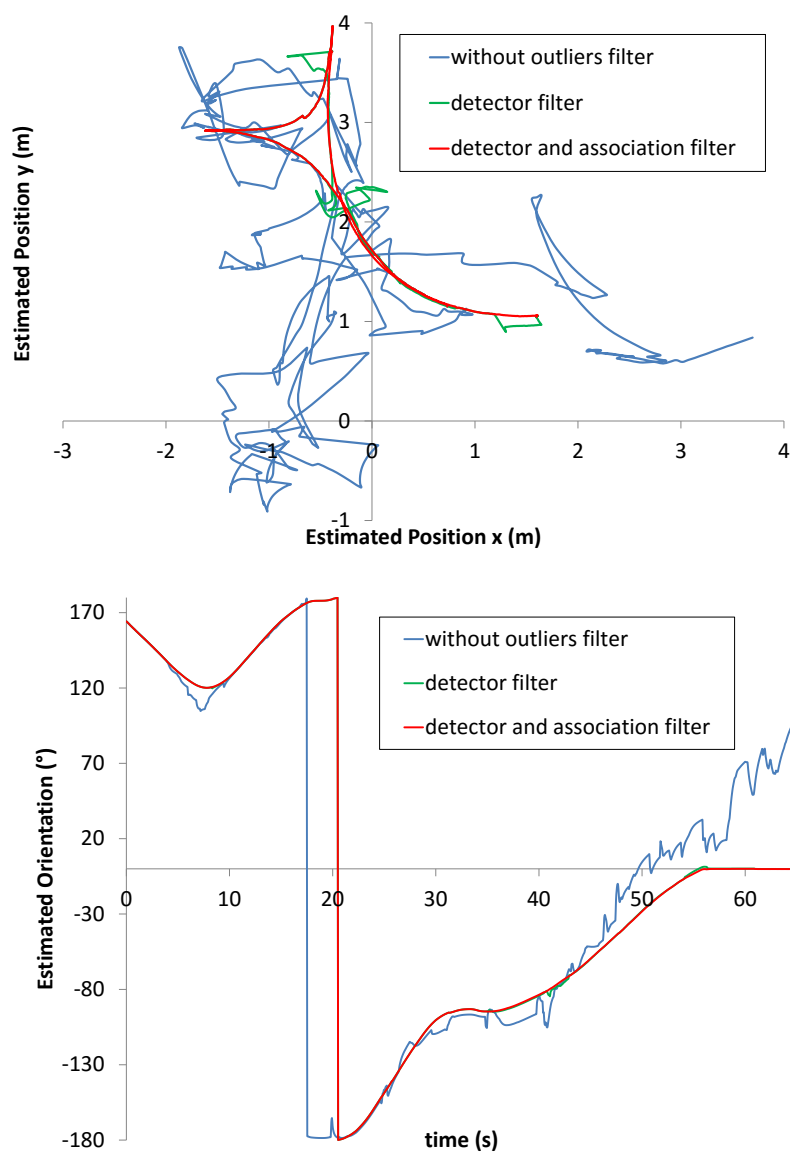 4
without outliers filter
detector filter
detector and association filter
3
2
1
0
-1
-3
-2
-1
0
1
2
3
4
Estimated Position y (m)
Estimated Position x (m)
170
120
70
20
-30
-80
-130
-180
without outliers filter
detector filter
detector and association filter
0
10
20
30
40
50
60
Estimated Orientation (°)
time (s)